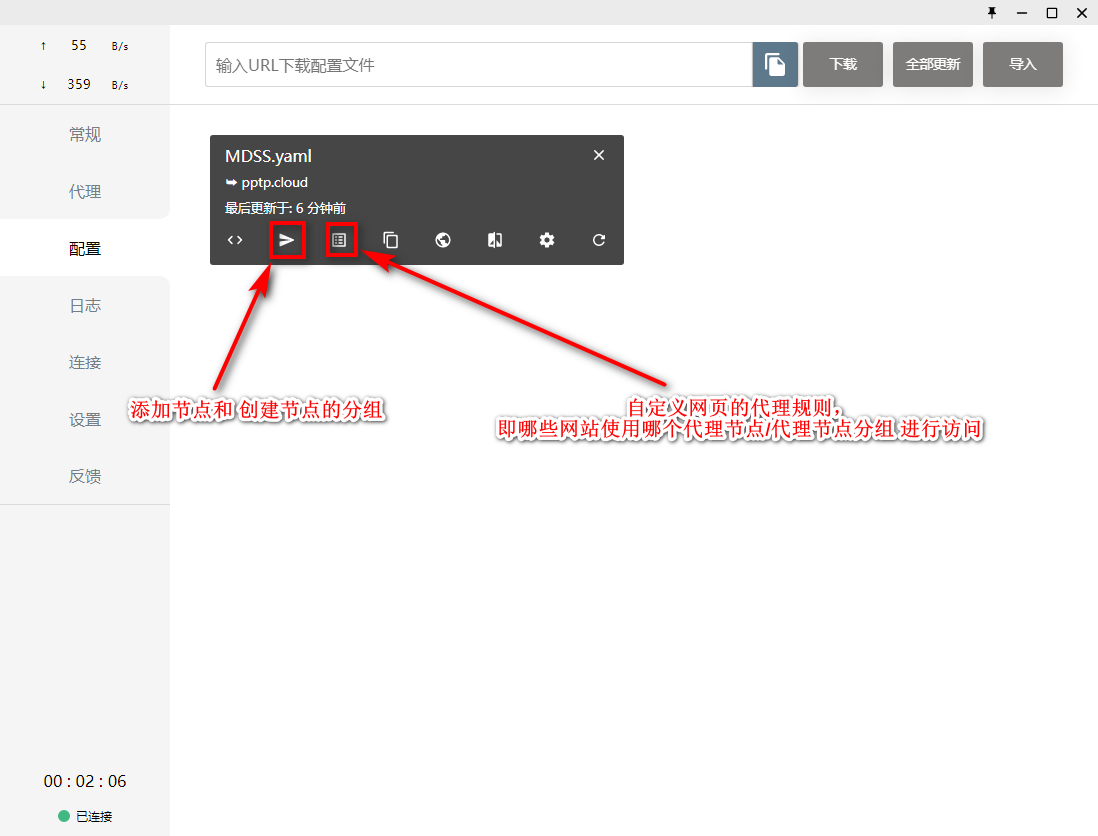 ↑ 55 B/s
↓ 359 B/s
常规
代理
配置
日志
连接
设置
反馈
00 : 02 : 06
已连接
输入URL下载配置文件
下载
全部更新
导入
MDSS.yaml
pptp.cloud
最后更新于: 6 分钟前
添加节点和 创建节点的分组
自定义网页的代理规则，
即哪些网站使用哪个代理节点/代理节点分组 进行访问